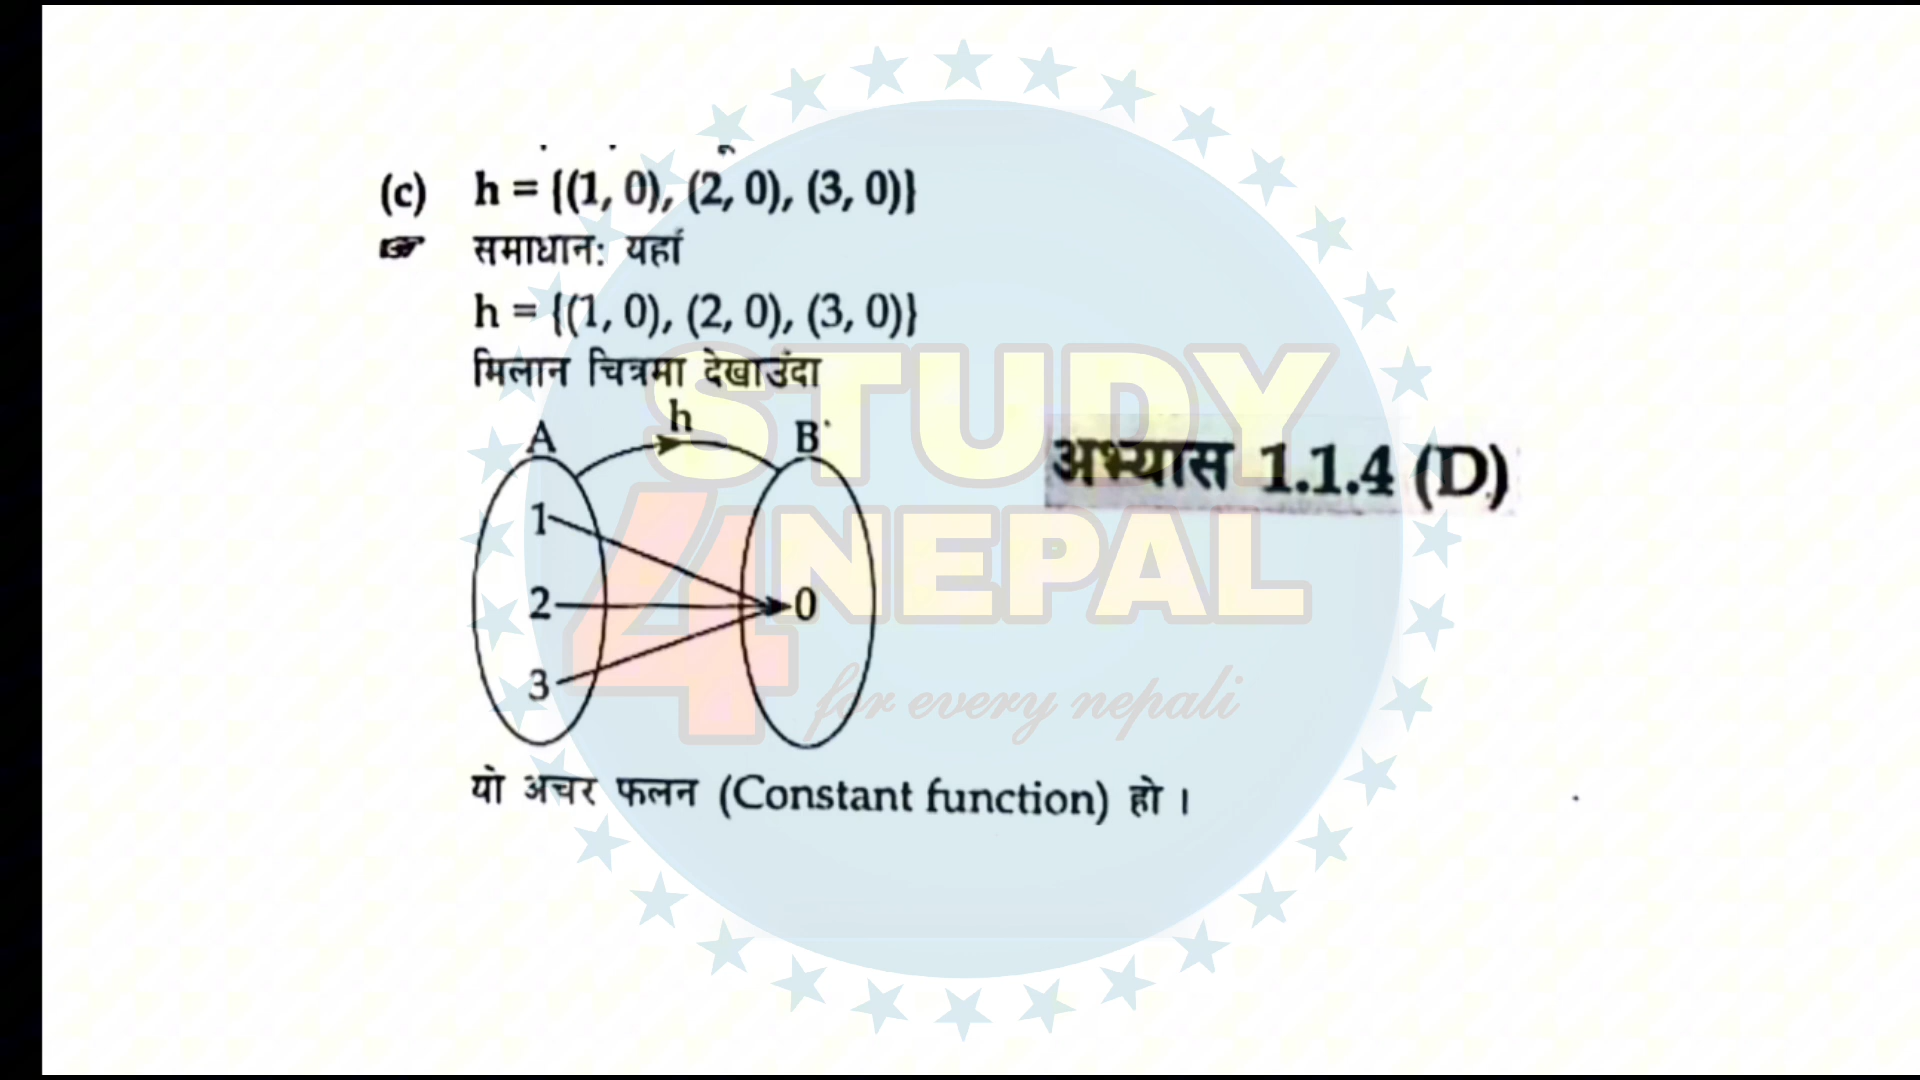 (c) h = {(1, 0), (2, 0), (3, 0)}
☞ समाधान: यहां
h = {(1, 0), (2, 0), (3, 0)}
मिलान चित्रमा देखाउंदा
h
A B
1
2 0
3
यो अचर फलन (Constant function) हो ।
अभ्यास 1.1.4 (D)
STUDY
4 NEPAL
for every nepali